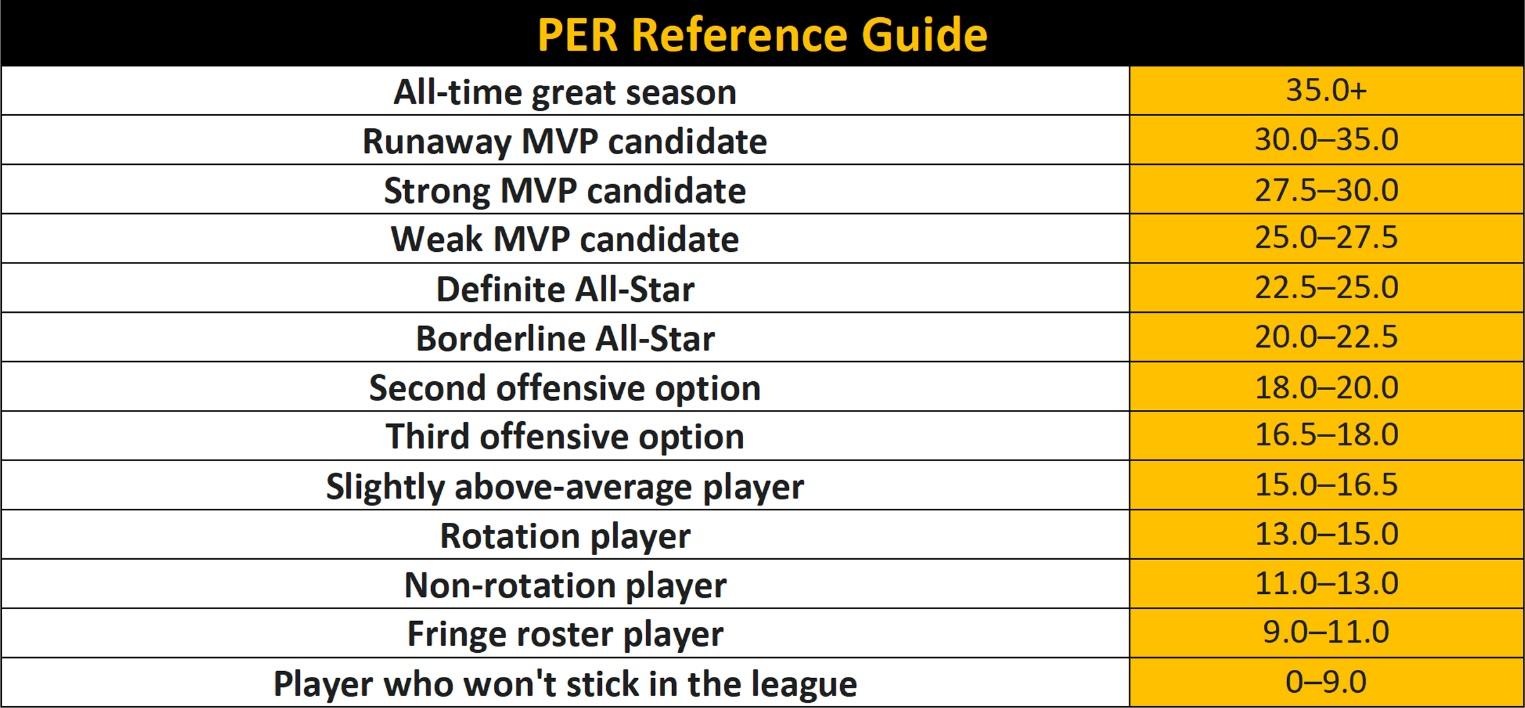 PER Reference Guide
All-time great season 35.0+
Runaway MVP candidate 30.0–35.0
Strong MVP candidate 27.5–30.0
Weak MVP candidate 25.0–27.5
Definite All-Star 22.5–25.0
Borderline All-Star 20.0–22.5
Second offensive option 18.0–20.0
Third offensive option 16.5–18.0
Slightly above-average player 15.0–16.5
Rotation player 13.0–15.0
Non-rotation player 11.0–13.0
Fringe roster player 9.0–11.0
Player who won't stick in the league 0–9.0